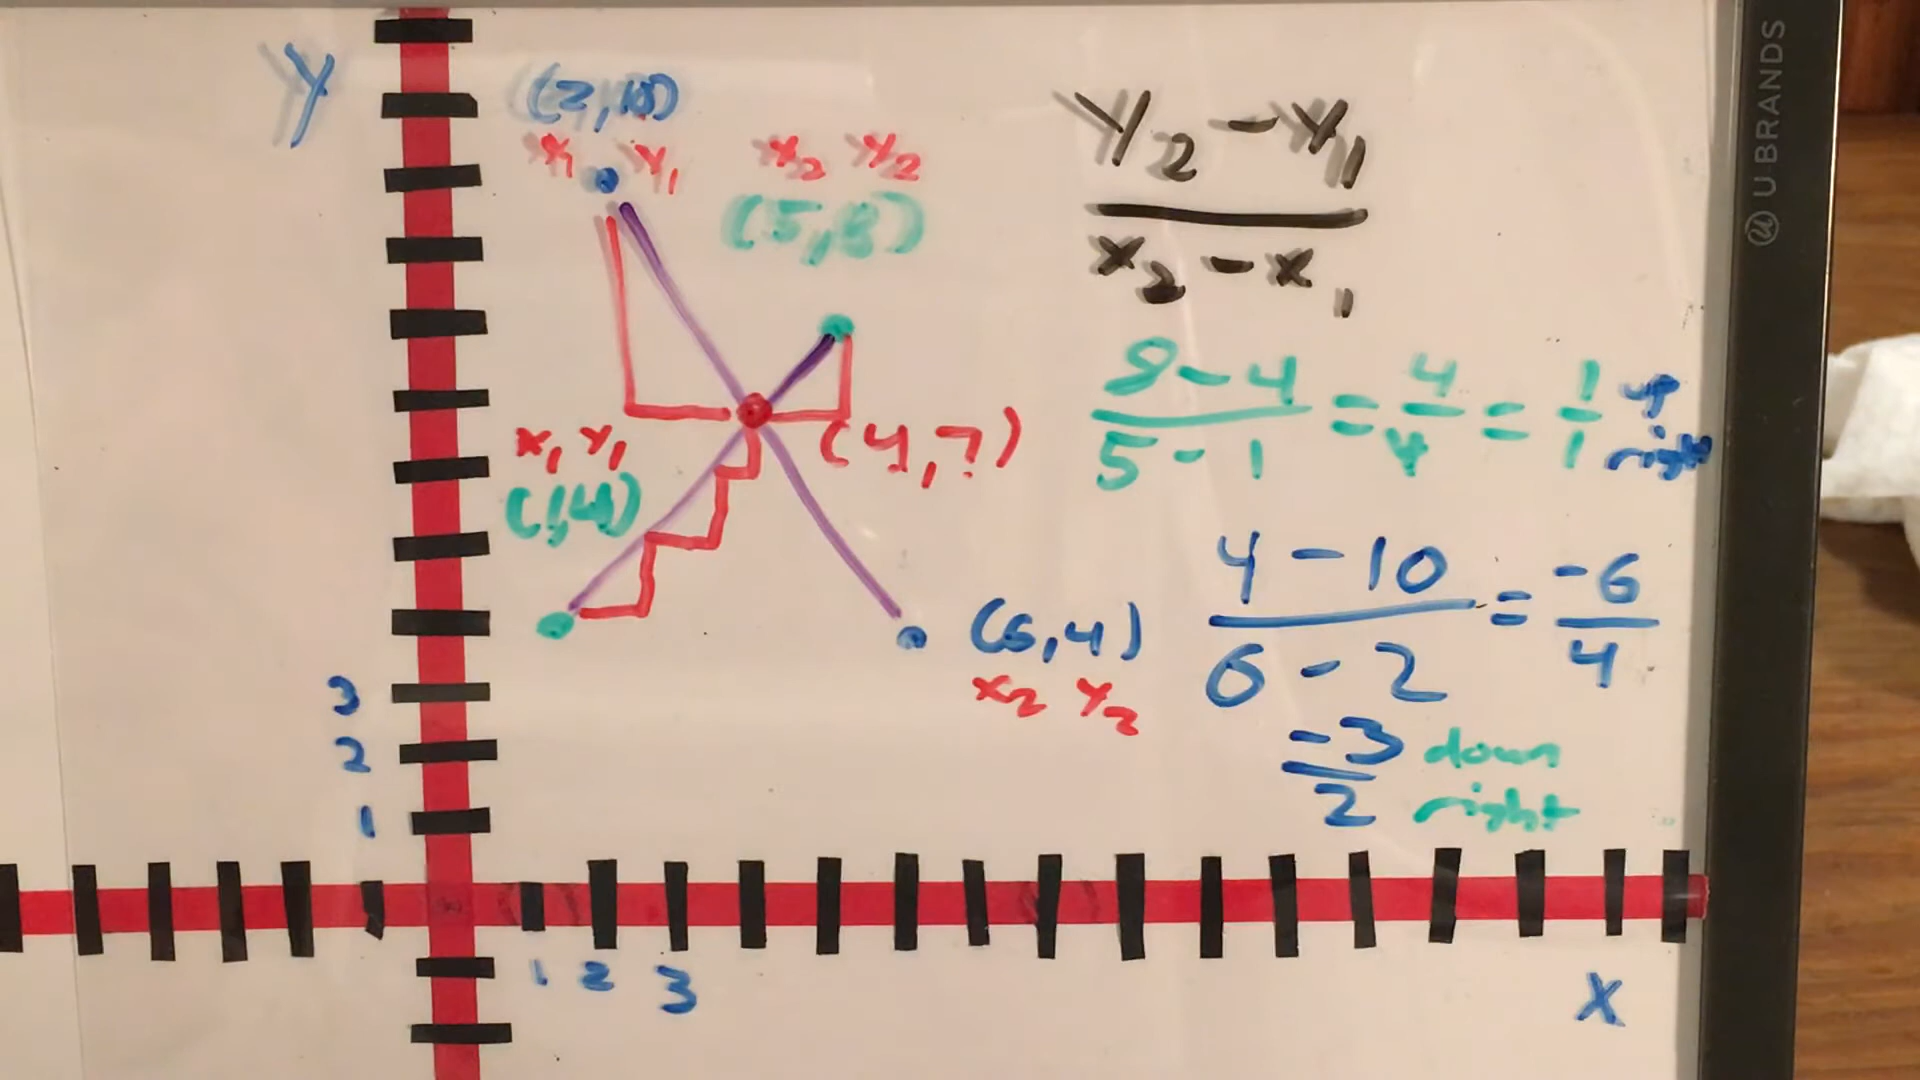 y
(2,10)
x1 y1
x2 y2
(5,8)
x1 y1
(1,4)
(4,7)
(6,4)
x2 y2
y2 - y1
x2 - x1
8 - 4 = 4 = 1 up
5 - 1 4 1 right
4 - 10 = -6
6 - 2 4
-3 down
2 right
3
2
1
1 2 3
x
U BRANDS